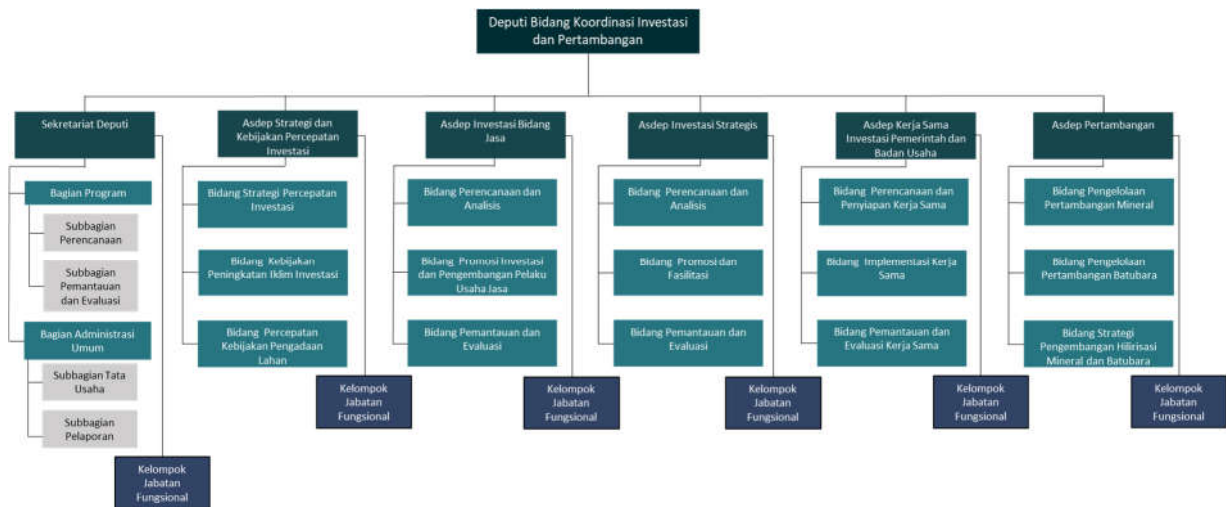 Deputi Bidang Koordinasi Investasi
dan Pertambangan
Sekretariat Deputi
Bagian Program
Subbagian
Perencanaan
Subbagian
Pemantauan
dan Evaluasi
Bagian Administrasi
Umum
Subbagian Tata
Usaha
Subbagian
Pelaporan
Kelompok
Jabatan
Fungsional
Asdep Strategi dan
Kebijakan Percepatan
Investasi
Bidang Strategi Percepatan
Investasi
Bidang Kebijakan
Peningkatan Iklim Investasi
Bidang Percepatan
Kebijakan Pengadaan
Lahan
Kelompok
Jabatan
Fungsional
Asdep Investasi Bidang
Jasa
Bidang Perencanaan dan
Analisis
Bidang Promosi Investasi
dan Pengembangan Pelaku
Usaha Jasa
Bidang Pemantauan dan
Evaluasi
Kelompok
Jabatan
Fungsional
Asdep Investasi Strategis
Bidang Perencanaan dan
Analisis
Bidang Promosi dan
Fasilitasi
Bidang Pemantauan dan
Evaluasi
Kelompok
Jabatan
Fungsional
Asdep Kerja Sama
Investasi Pemerintah dan
Badan Usaha
Bidang Perencanaan dan
Penyiapan Kerja Sama
Bidang Implementasi Kerja
Sama
Bidang Pemantauan dan
Evaluasi Kerja Sama
Kelompok
Jabatan
Fungsional
Asdep Pertambangan
Bidang Pengelolaan
Pertambangan Mineral
Bidang Pengelolaan
Pertambangan Batubara
Bidang Strategi
Pengembangan Hilirisasi
Mineral dan Batubara
Kelompok
Jabatan
Fungsional